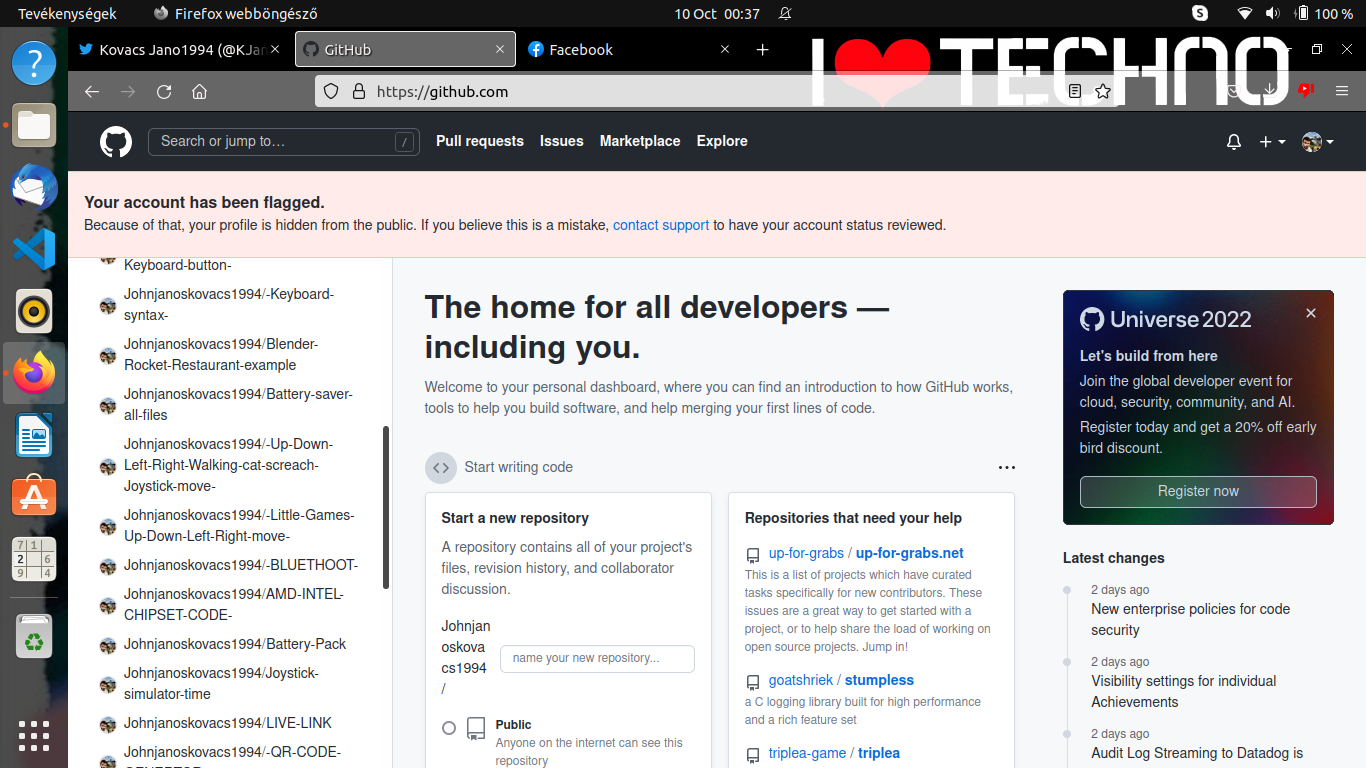 Tevékenységek
Firefox webböngésző
10 Oct 00:37
100 %
Kovacs Jano1994 (@KJan
GitHub
Facebook
I TECHNO
https://github.com
Search or jump to…
/
Pull requests
Issues
Marketplace
Explore
Your account has been flagged.
Because of that, your profile is hidden from the public. If you believe this is a mistake, contact support to have your account status reviewed.
Keyboard-button-
Johnjanoskovacs1994/-Keyboard-
syntax-
Johnjanoskovacs1994/Blender-
Rocket-Restaurant-example
Johnjanoskovacs1994/Battery-saver-
all-files
Johnjanoskovacs1994/-Up-Down-
Left-Right-Walking-cat-screach-
Joystick-move-
Johnjanoskovacs1994/-Little-Games-
Up-Down-Left-Right-move-
Johnjanoskovacs1994/-BLUETHOOT-
Johnjanoskovacs1994/AMD-INTEL-
CHIPSET-CODE-
Johnjanoskovacs1994/Battery-Pack
Johnjanoskovacs1994/Joystick-
simulator-time
Johnjanoskovacs1994/LIVE-LINK
Johnjanoskovacs1994/-QR-CODE-
The home for all developers —
including you.
Welcome to your personal dashboard, where you can find an introduction to how GitHub works,
tools to help you build software, and help merging your first lines of code.
Start writing code
Start a new repository
A repository contains all of your project's
files, revision history, and collaborator
discussion.
Johnjan
oskova
cs1994
/
name your new repository...
Public
Anyone on the internet can see this
repository
Repositories that need your help
up-for-grabs / up-for-grabs.net
This is a list of projects which have curated
tasks specifically for new contributors. These
issues are a great way to get started with a
project, or to help share the load of working on
open source projects. Jump in!
goatshriek / stumpless
a C logging library built for high performance
and a rich feature set
triplea-game / triplea
Universe 2022
Let's build from here
Join the global developer event for
cloud, security, community, and AI.
Register today and get a 20% off early
bird discount.
Register now
Latest changes
2 days ago
New enterprise policies for code
security
2 days ago
Visibility settings for individual
Achievements
2 days ago
Audit Log Streaming to Datadog is